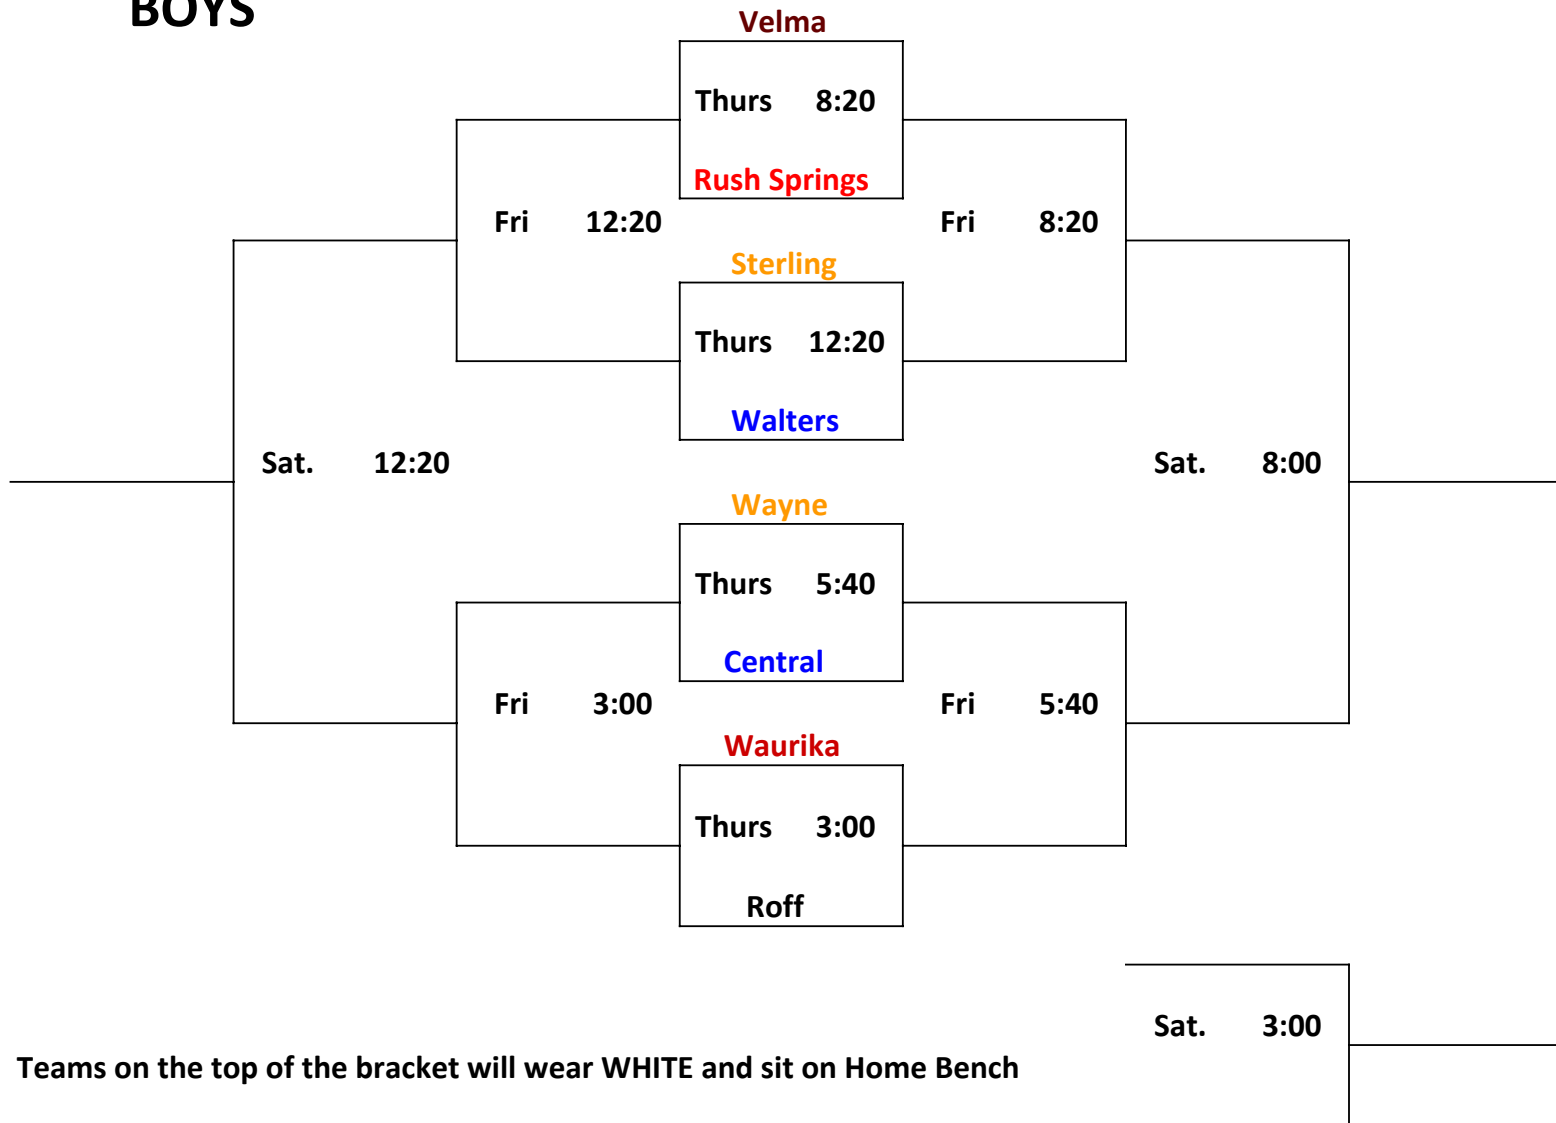 BOYS
Velma
Thurs 8:20
Rush Springs
Fri 12:20
Fri 8:20
Sterling
Thurs 12:20
Walters
Sat. 12:20
Sat. 8:00
Wayne
Thurs 5:40
Central
Fri 3:00
Fri 5:40
Waurika
Thurs 3:00
Roff
Sat. 3:00
Teams on the top of the bracket will wear WHITE and sit on Home Bench